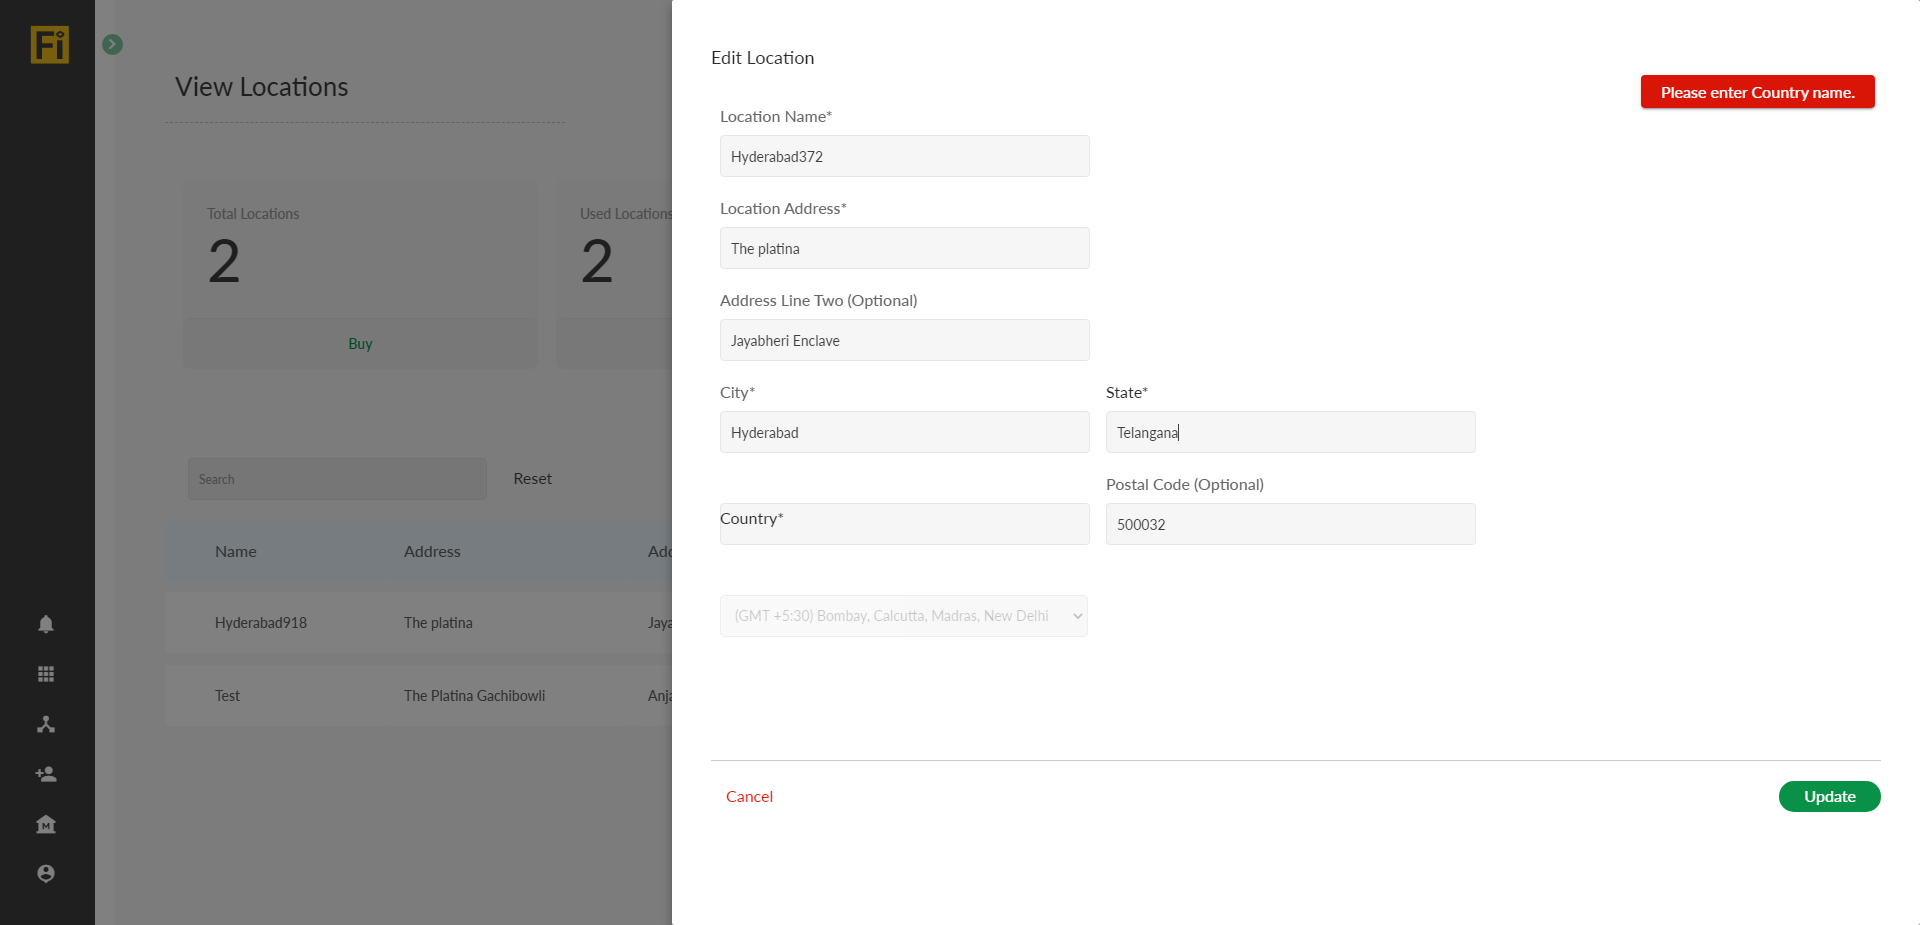 Fi
View Locations
Total Locations
2
Buy
Used Locations
2
Search
Reset
Name Address Add
Hyderabad918 The platina Jaya
Test The Platina Gachibowli Anja
Edit Location
Please enter Country name.
Location Name*
Hyderabad372
Location Address*
The platina
Address Line Two (Optional)
Jayabheri Enclave
City*
Hyderabad
State*
Telangana
Country*
Postal Code (Optional)
500032
(GMT +5:30) Bombay, Calcutta, Madras, New Delhi
Cancel
Update
M